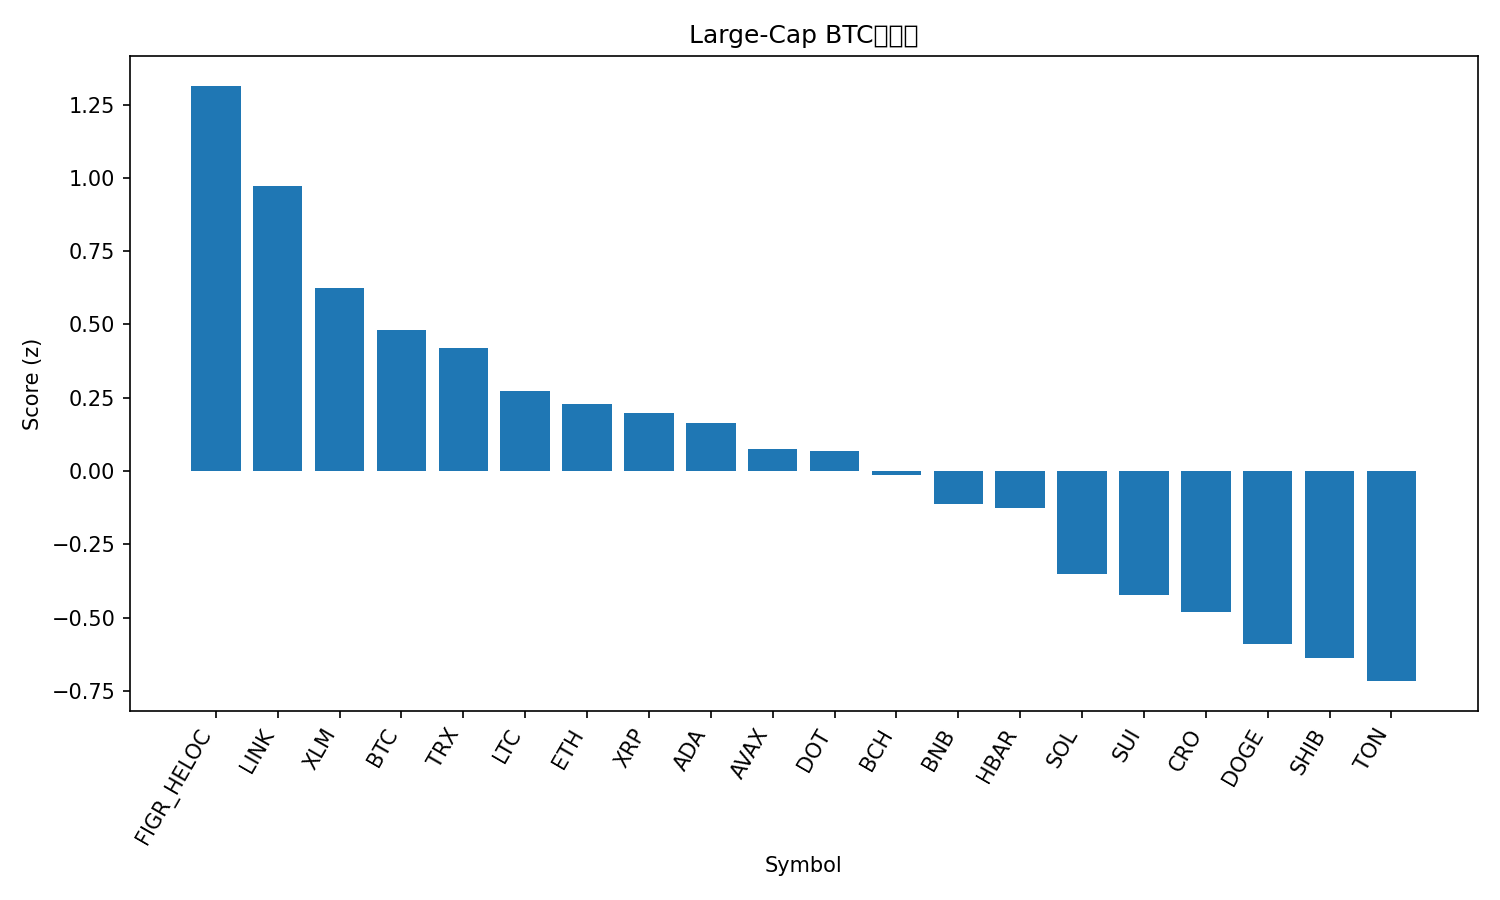 Large-Cap BTC
1.25
1.00
0.75
0.50
0.25
0.00
−0.25
−0.50
−0.75
Score (z)
FIGR_HELOC
LINK
XLM
BTC
TRX
LTC
ETH
XRP
ADA
AVAX
DOT
BCH
BNB
HBAR
SOL
SUI
CRO
DOGE
SHIB
TON
Symbol